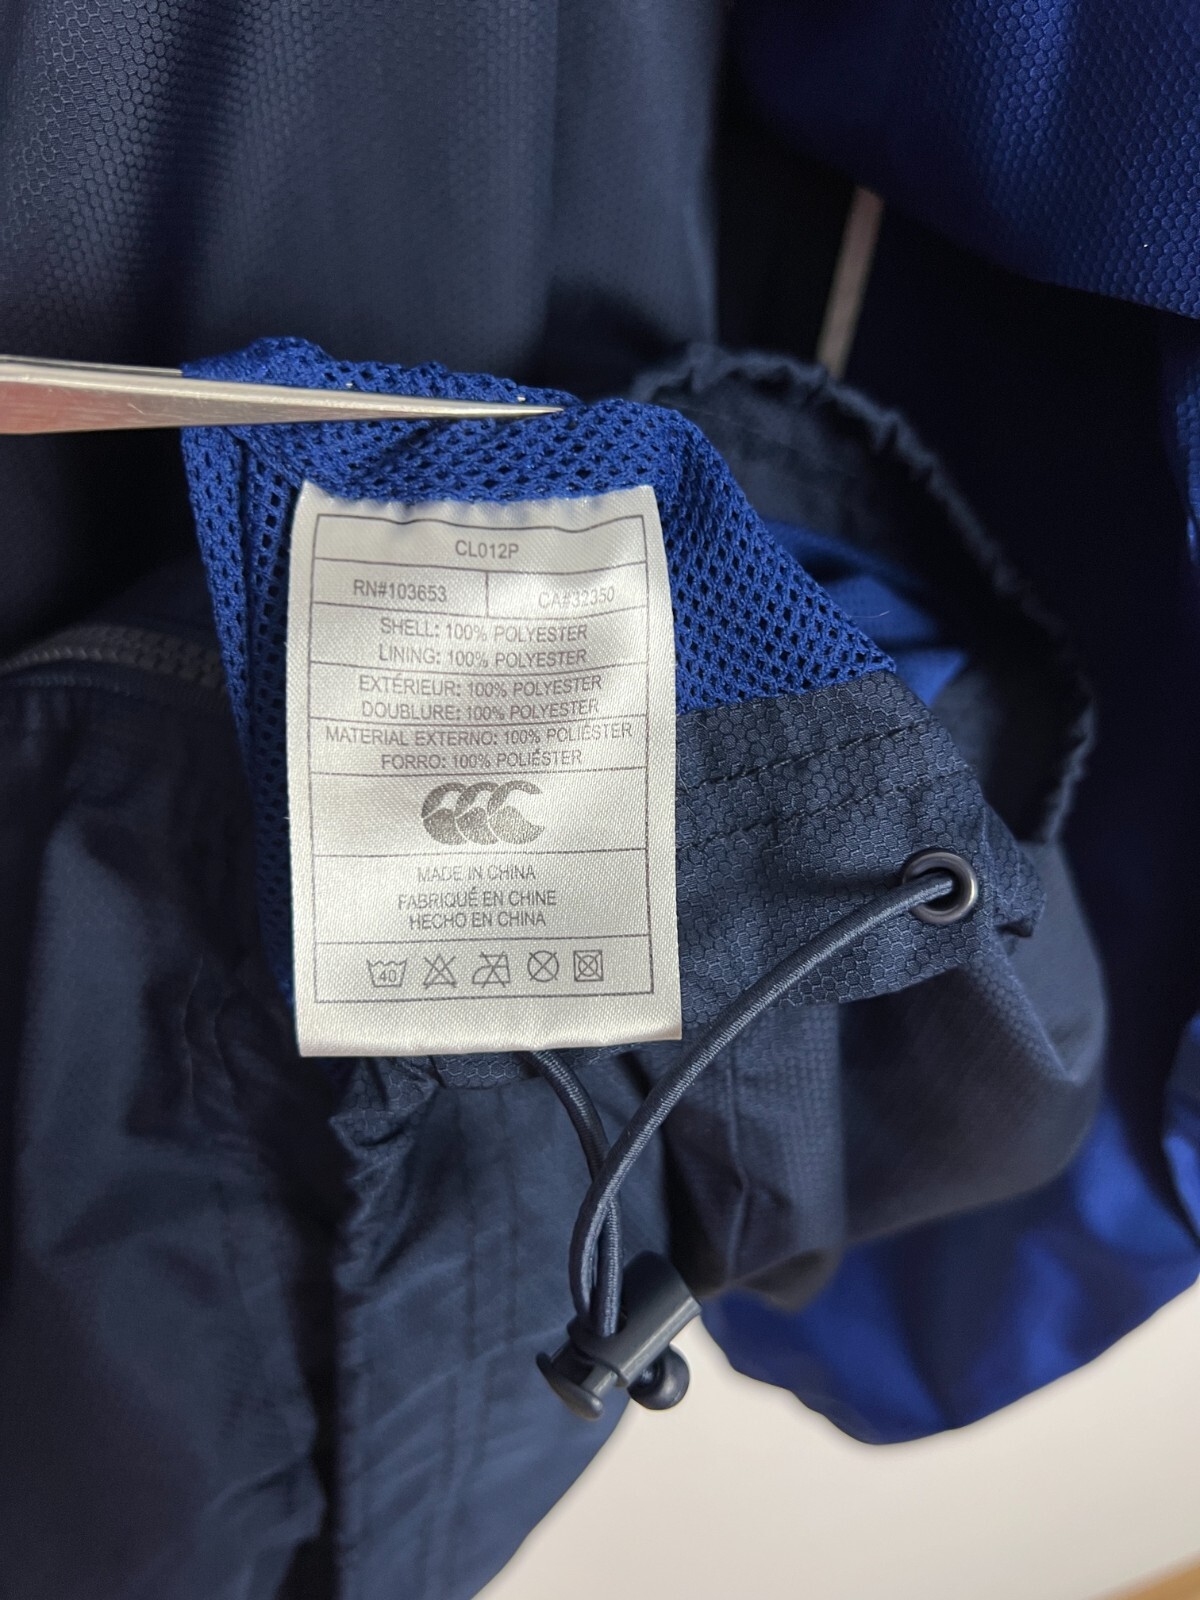 CL012P
RN#103653 CA#32350
SHELL: 100% POLYESTER
LINING: 100% POLYESTER
EXTÉRIEUR: 100% POLYESTER
DOUBLURE: 100% POLYESTER
MATERIAL EXTERNO: 100% POLIÉSTER
FORRO: 100% POLIÉSTER
CCC
MADE IN CHINA
FABRIQUÉ EN CHINE
HECHO EN CHINA
40